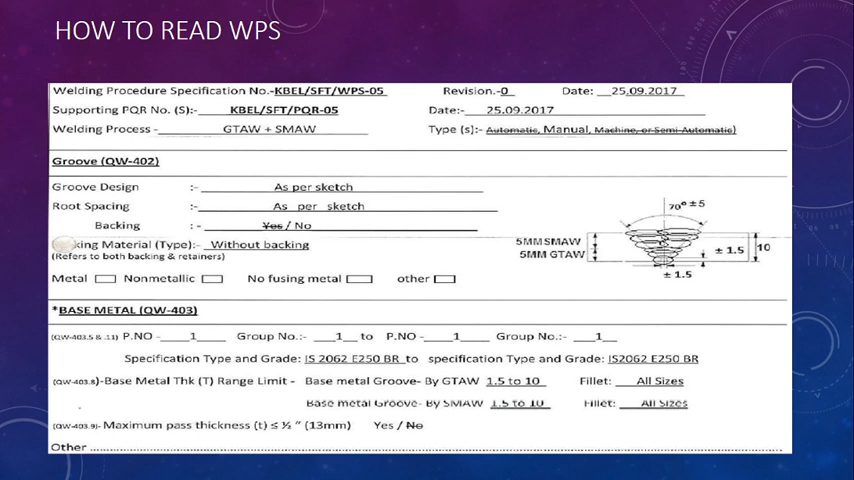 HOW TO READ WPS
Welding Procedure Specification No.-KBEL/SFT/WPS-05 Revision.-0 Date: 25.09.2017
Supporting PQR No. (S):- KBEL/SFT/PQR-05 Date:- 25.09.2017
Welding Process - GTAW + SMAW Type (s):- Automatic, Manual, Machine, or Semi-Automatic)
Groove (QW-402)
Groove Design :- As per sketch
Root Spacing :- As per sketch
Backing :- Yes / No
king Material (Type):- Without backing
(Refers to both backing & retainers)
Metal Nonmetallic No fusing metal other
70° ± 5
5MM SMAW
5MM GTAW
± 1.5 10
± 1.5
*BASE METAL (QW-403)
(QW-403.5 & .11) P.NO - 1 Group No.:- 1 to P.NO - 1 Group No.:- 1
Specification Type and Grade: IS 2062 E250 BR to specification Type and Grade: IS2062 E250 BR
(QW-403.8)-Base Metal Thk (T) Range Limit - Base metal Groove- By GTAW 1.5 to 10 Fillet: All Sizes
Base metal Groove- By SMAW 1.5 to 10 Fillet: All Sizes
(QW-403.9)- Maximum pass thickness (t) ≤ ½ " (13mm) Yes / No
Other